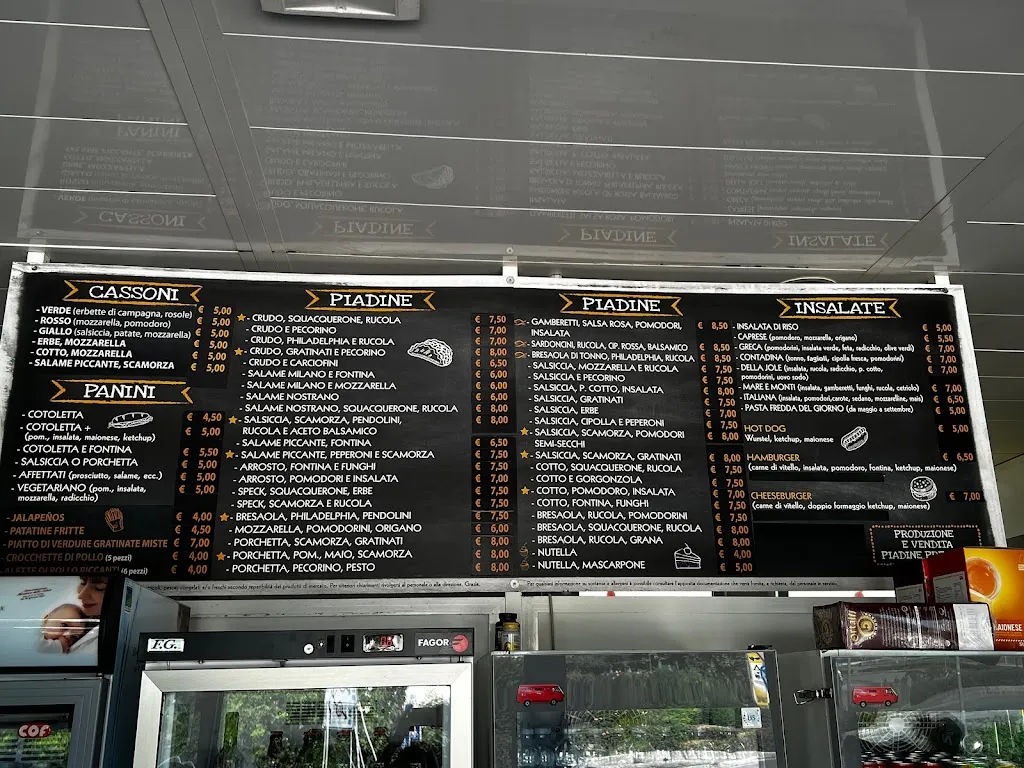 CASSONI
- VERDE (erbette di campagna, rosole) € 5,00
- ROSSO (mozzarella, pomodoro) € 5,00
- GIALLO (salsiccia, patate, mozzarella) € 5,00
- ERBE, MOZZARELLA € 5,00
- COTTO, MOZZARELLA € 5,00
- SALAME PICCANTE, SCAMORZA € 5,00
PANINI
- COTOLETTA € 4,50
- COTOLETTA + € 5,00
(pom., insalata, maionese, ketchup)
- COTOLETTA E FONTINA € 5,50
- SALSICCIA O PORCHETTA € 5,00
- AFFETTATI (prosciutto, salame, ecc.) € 5,00
- VEGETARIANO (pom., insalata, € 5,00
mozzarella, radicchio)
- JALAPEÑOS € 4,00
- PATATINE FRITTE € 4,50
- PIATTO DI VERDURE GRATINATE MISTE € 7,00
- CROCCHETTE DI POLLO (5 pezzi) € 4,00
- ALETTE DI POLLO PICCANTI (6 pezzi) € 4,00
PIADINE
- CRUDO, SQUACQUERONE, RUCOLA
- CRUDO E PECORINO
- CRUDO, PHILADELPHIA E RUCOLA
- CRUDO, GRATINATI E PECORINO
- CRUDO E CARCIOFINI
- SALAME MILANO E FONTINA
- SALAME MILANO E MOZZARELLA
- SALAME NOSTRANO
- SALAME NOSTRANO, SQUACQUERONE, RUCOLA
- SALSICCIA, SCAMORZA, PENDOLINI,
RUCOLA E ACETO BALSAMICO
- SALAME PICCANTE, FONTINA
- SALAME PICCANTE, PEPERONI E SCAMORZA
- ARROSTO, FONTINA E FUNGHI
- ARROSTO, POMODORI E INSALATA
- SPECK, SQUACQUERONE, ERBE
- SPECK, SCAMORZA E RUCOLA
- BRESAOLA, PHILADELPHIA, PENDOLINI
- MOZZARELLA, POMODORINI, ORIGANO
- PORCHETTA, SCAMORZA, GRATINATI
- PORCHETTA, POM., MAIO, SCAMORZA
- PORCHETTA, PECORINO, PESTO
€ 7,50
€ 7,00
€ 7,00
€ 8,00
€ 6,50
€ 6,00
€ 6,00
€ 6,00
€ 8,00
€ 8,00
€ 6,50
€ 7,50
€ 7,50
€ 7,00
€ 7,50
€ 7,50
€ 7,50
€ 6,00
€ 8,00
€ 8,00
€ 8,00
PIADINE
- GAMBERETTI, SALSA ROSA, POMODORI,
INSALATA
- SARDONCINI, RUCOLA, CIP. ROSSA, BALSAMICO
- BRESAOLA DI TONNO, PHILADELPHIA, RUCOLA
- SALSICCIA, MOZZARELLA E RUCOLA
- SALSICCIA E PECORINO
- SALSICCIA, P. COTTO, INSALATA
- SALSICCIA, GRATINATI
- SALSICCIA, ERBE
- SALSICCIA, CIPOLLA E PEPERONI
- SALSICCIA, SCAMORZA, POMODORI
SEMI-SECCHI
- SALSICCIA, SCAMORZA, GRATINATI
- COTTO, SQUACQUERONE, RUCOLA
- COTTO E GORGONZOLA
- COTTO, POMODORO, INSALATA
- COTTO, FONTINA, FUNGHI
- BRESAOLA, RUCOLA, POMODORINI
- BRESAOLA, SQUACQUERONE, RUCOLA
- BRESAOLA, RUCOLA, GRANA
- NUTELLA
- NUTELLA, MASCARPONE
€ 8,50
€ 8,50
€ 8,50
€ 7,50
€ 7,00
€ 8,00
€ 7,50
€ 7,00
€ 7,50
€ 8,00
€ 8,00
€ 7,50
€ 7,50
€ 7,00
€ 7,50
€ 7,50
€ 8,00
€ 8,00
€ 4,00
€ 5,00
INSALATE
- INSALATA DI RISO € 5,00
- CAPRESE (pomodoro, mozzarella, origano) € 5,50
- GRECA (pomodorini, insalata verde, feta, radicchio, olive verdi) € 7,00
- CONTADINA (tonno, fagioli, cipolla fresca, pomodorini) € 7,00
- DELLA JOLE (insalata, rucola, radicchio, p. cotto,
pomodorini, uovo sodo) € 7,00
- MARE E MONTI (insalata, gamberetti, funghi, rucola, cetriolo) € 7,00
- ITALIANA (insalata, pomodori, carote, sedano, mozzarelline, mais) € 6,50
- PASTA FREDDA DEL GIORNO (da maggio a settembre) € 5,50
HOT DOG € 5,00
Wurstel, ketchup, maionese
HAMBURGER € 6,50
(carne di vitello, insalata, pomodoro, fontina, ketchup, maionese)
CHEESEBURGER € 7,00
(carne di vitello, doppio formaggio ketchup, maionese)
PRODUZIONE
E VENDITA
PIADINE
F.G.
FAGOR
COF
AIONESE